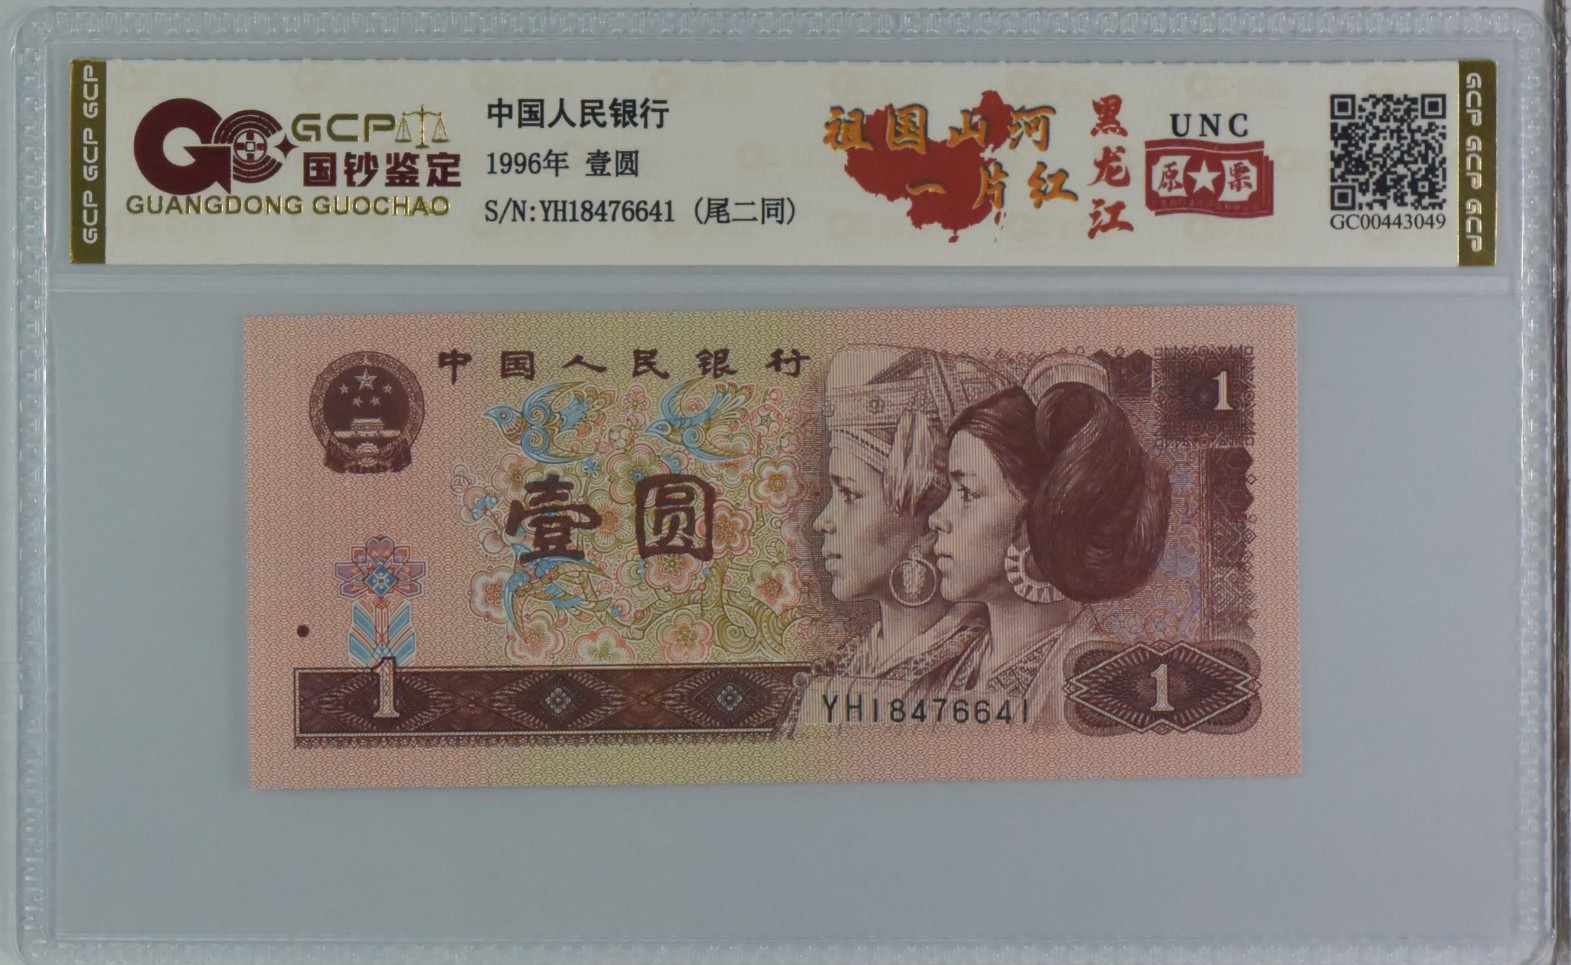 GCP GCP GCP
GCP
国钞鉴定
GUANGDONG GUOCHAO
中国人民银行
1996年 壹圆
S/N:YH18476641 (尾二同)
祖国山河
一片红
黑龙江
UNC
原★票
GC00443049
GCP GCP GCP
中国人民银行
1
壹圆
1
YH18476641
1